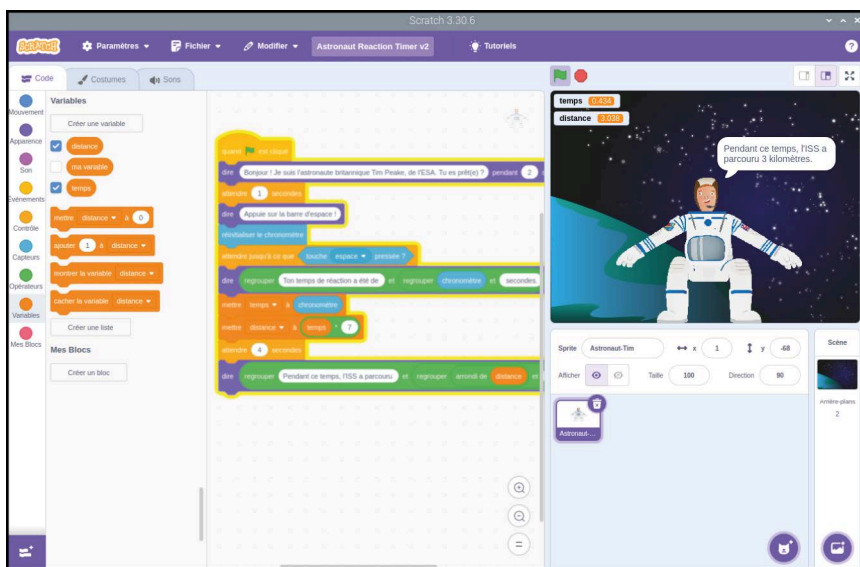 Scratch 3.30.6
SCRATCH Paramètres Fichier Modifier Astronaut Reaction Timer v2 Tutoriels ?
Code Costumes Sons
Mouvement
Apparence
Son
Événements
Contrôle
Capteurs
Opérateurs
Variables
Mes Blocs
Variables
Créer une variable
distance
ma variable
temps
mettre distance à 0
ajouter 1 à distance
montrer la variable distance
cacher la variable distance
Créer une liste
Mes Blocs
Créer un bloc
quand est cliqué
dire Bonjour ! Je suis l'astronaute britannique Tim Peake, de l'ESA. Tu es prêt(e) ? pendant 2 s
attendre 1 secondes
dire Appuie sur la barre d'espace !
réinitialiser le chronomètre
attendre jusqu'à ce que touche espace pressée ?
dire regrouper Ton temps de réaction a été de et regrouper chronomètre et secondes
mettre temps à chronomètre
mettre distance à temps * 7
attendre 4 secondes
dire regrouper Pendant ce temps, l'ISS a parcouru et regrouper arrondi de distance et
=
temps 0.434
distance 3.038
Pendant ce temps, l'ISS a
parcouru 3 kilomètres.
Sprite Astronaut-Tim x 1 y -68
Afficher Taille 100 Direction 90
Astronaut-...
Scène
Arrière-plans
2